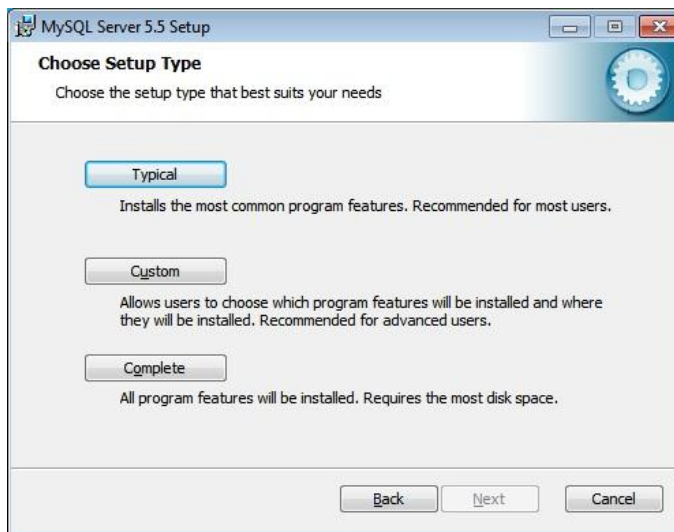 MySQL Server 5.5 Setup
Choose Setup Type
Choose the setup type that best suits your needs
Typical
Installs the most common program features. Recommended for most users.
Custom
Allows users to choose which program features will be installed and where
they will be installed. Recommended for advanced users.
Complete
All program features will be installed. Requires the most disk space.
Back Next Cancel